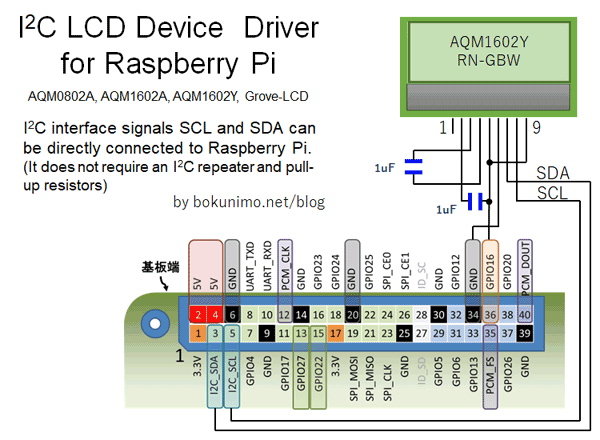 I²C LCD Device Driver
for Raspberry Pi
AQM0802A, AQM1602A, AQM1602Y, Grove-LCD
I²C interface signals SCL and SDA can
be directly connected to Raspberry Pi.
(It does not require an I²C repeater and pull-
up resistors)
by bokunimo.net/blog
AQM1602Y
RN-GBW
1
9
1uF
SDA
SCL
1uF
基板端
5V
5V
GND
UART_TXD
UART_RXD
PCM_CLK
GND
GPIO23
GPIO24
GND
GPIO25
SPI_CE0
SPI_CE1
ID_SC
GND
GPIO12
GND
GPIO16
GPIO20
PCM_DOUT
2 4 6 8 10 12 14 16 18 20 22 24 26 28 30 32 34 36 38 40
1 3 5 7 9 11 13 15 17 19 21 23 25 27 29 31 33 35 37 39
1
3.3V
I2C_SDA
I2C_SCL
GPIO4
GND
GPIO17
GPIO27
GPIO22
3.3V
SPI_MOSI
SPI_MISO
SPI_CLK
GND
ID_SD
GPIO5
GPIO6
GPIO13
PCM_FS
GPIO26
GND